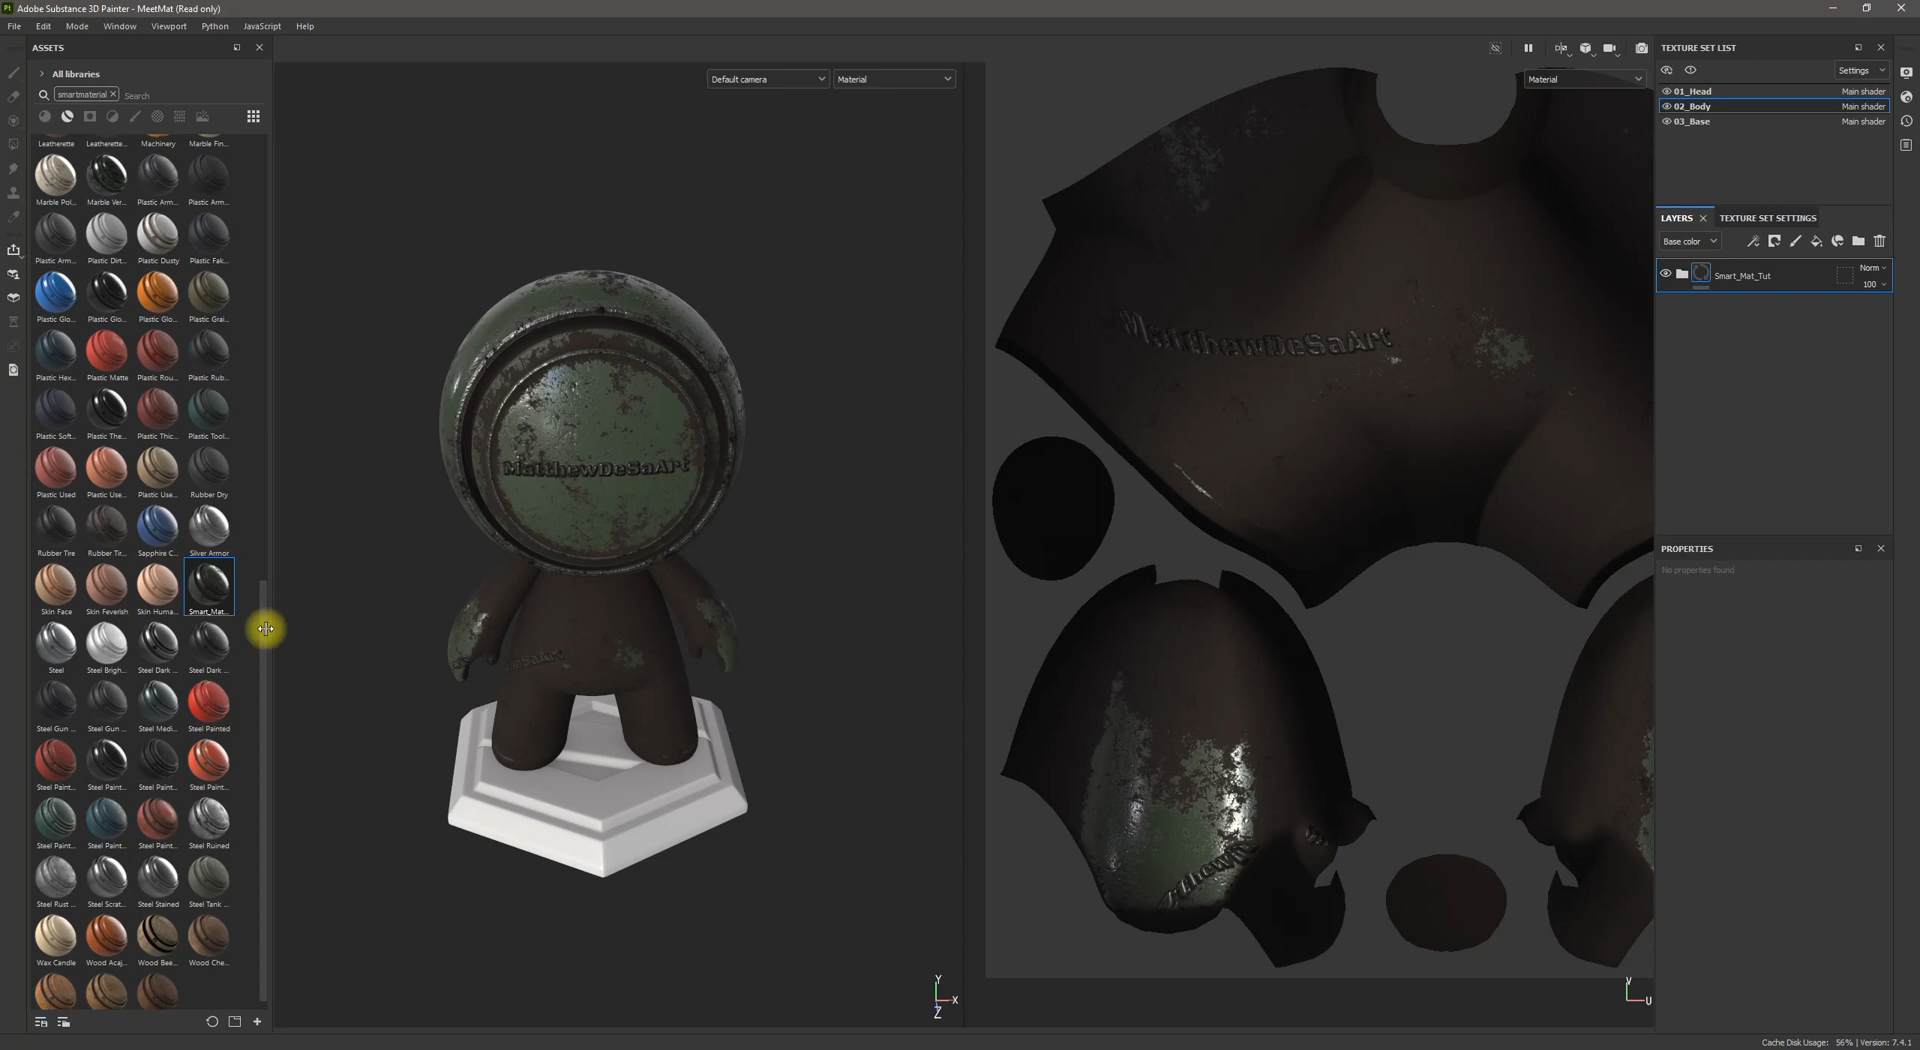 Pt Adobe Substance 3D Painter - MeetMat (Read only)
File Edit Mode Window Viewport Python JavaScript Help
ASSETS
All libraries
smartmaterial Search
Leatherette Leatherette... Machinery Marble Fin...
Marble Pol... Marble Ver... Plastic Arm... Plastic Arm...
Plastic Arm... Plastic Dirt... Plastic Dusty Plastic Fak...
Plastic Glo... Plastic Glo... Plastic Glo... Plastic Grai...
Plastic Hex... Plastic Matte Plastic Rou... Plastic Rub...
Plastic Soft... Plastic The... Plastic Thic... Plastic Tool...
Plastic Used Plastic Use... Plastic Use... Rubber Dry
Rubber Tire Rubber Tir... Sapphire C... Silver Armor
Skin Face Skin Feverish Skin Huma... Smart_Mat...
Steel Steel Brigh... Steel Dark ... Steel Dark ...
Steel Gun ... Steel Gun ... Steel Medi... Steel Painted
Steel Paint... Steel Paint... Steel Paint... Steel Paint...
Steel Paint... Steel Paint... Steel Paint... Steel Ruined
Steel Rust ... Steel Scrat... Steel Stained Steel Tank ...
Wax Candle Wood Acaj... Wood Bee... Wood Che...
Default camera Material
MatthewDeSaArt
eSaArt
Y
X
Z
Material
MatthewDeSaArt
V
U
TEXTURE SET LIST
Settings
01_Head Main shader
02_Body Main shader
03_Base Main shader
LAYERS TEXTURE SET SETTINGS
Base color
Smart_Mat_Tut Norm
100
PROPERTIES
No properties found
Cache Disk Usage: 56% | Version: 7.4.1